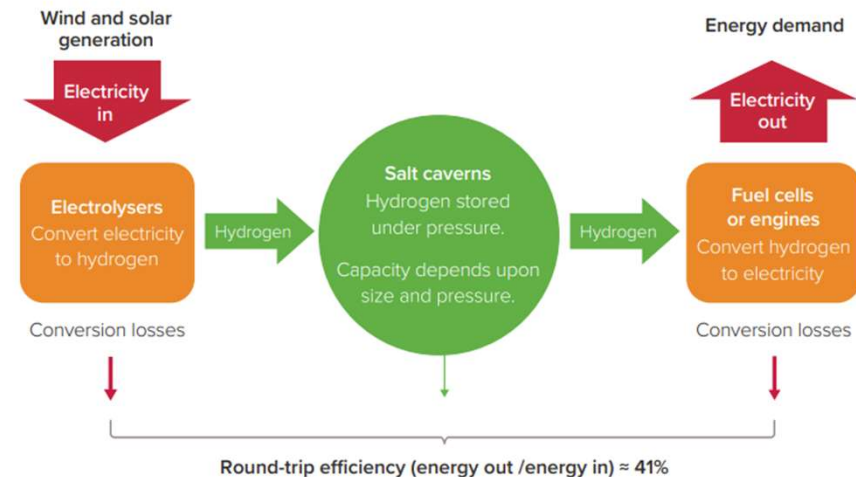 Wind and solar
generation
Energy demand
Electricity
in
Electricity
out
Electrolysers
Convert electricity
to hydrogen
Hydrogen
Salt caverns
Hydrogen stored
under pressure.
Capacity depends upon
size and pressure.
Hydrogen
Fuel cells
or engines
Convert hydrogen
to electricity
Conversion losses
Conversion losses
Round-trip efficiency (energy out /energy in) ≈ 41%